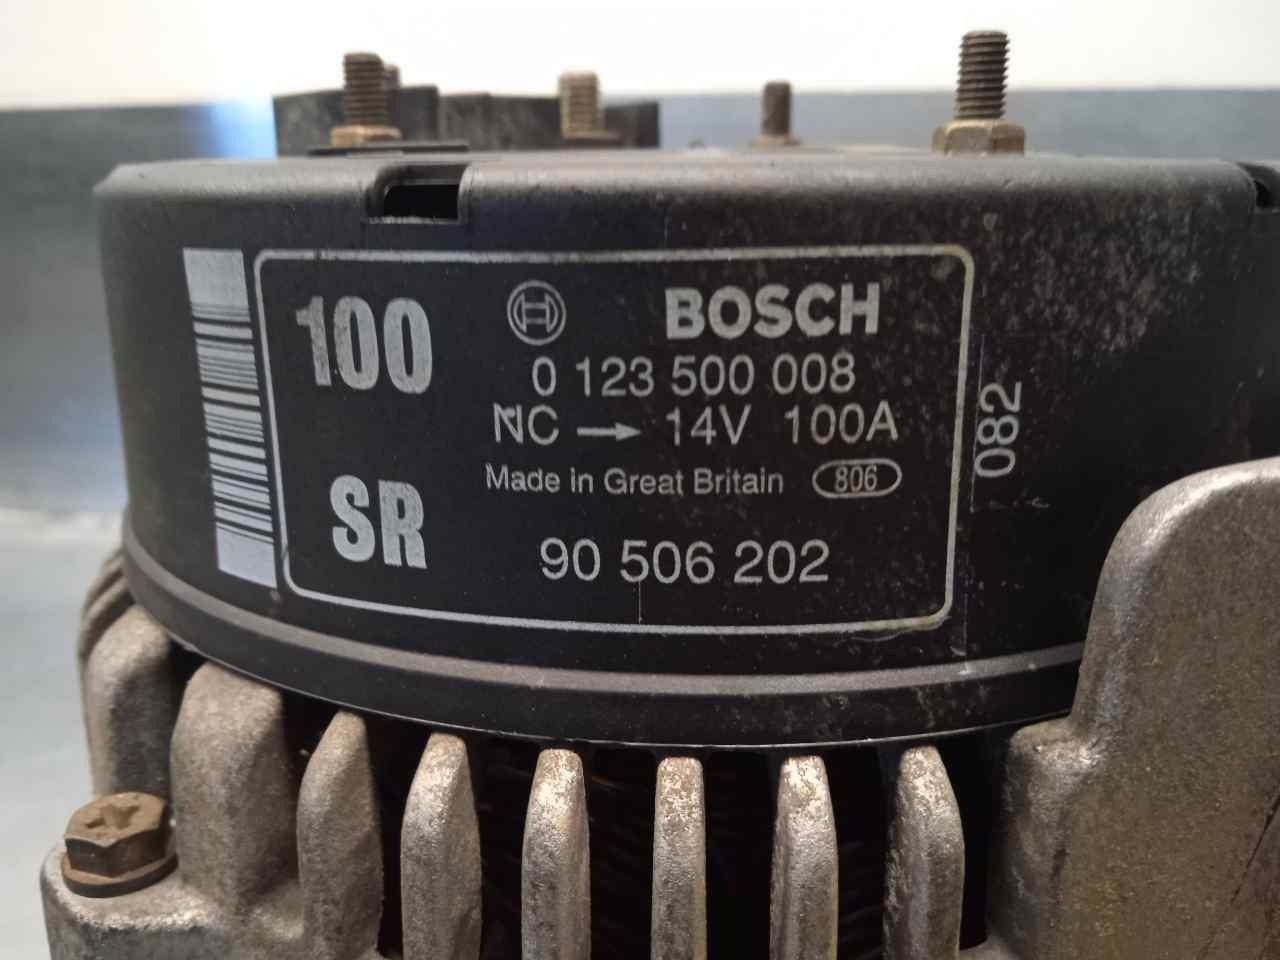 100
BOSCH
0 123 500 008
NC → 14V 100A
Made in Great Britain 806
SR
90 506 202
082